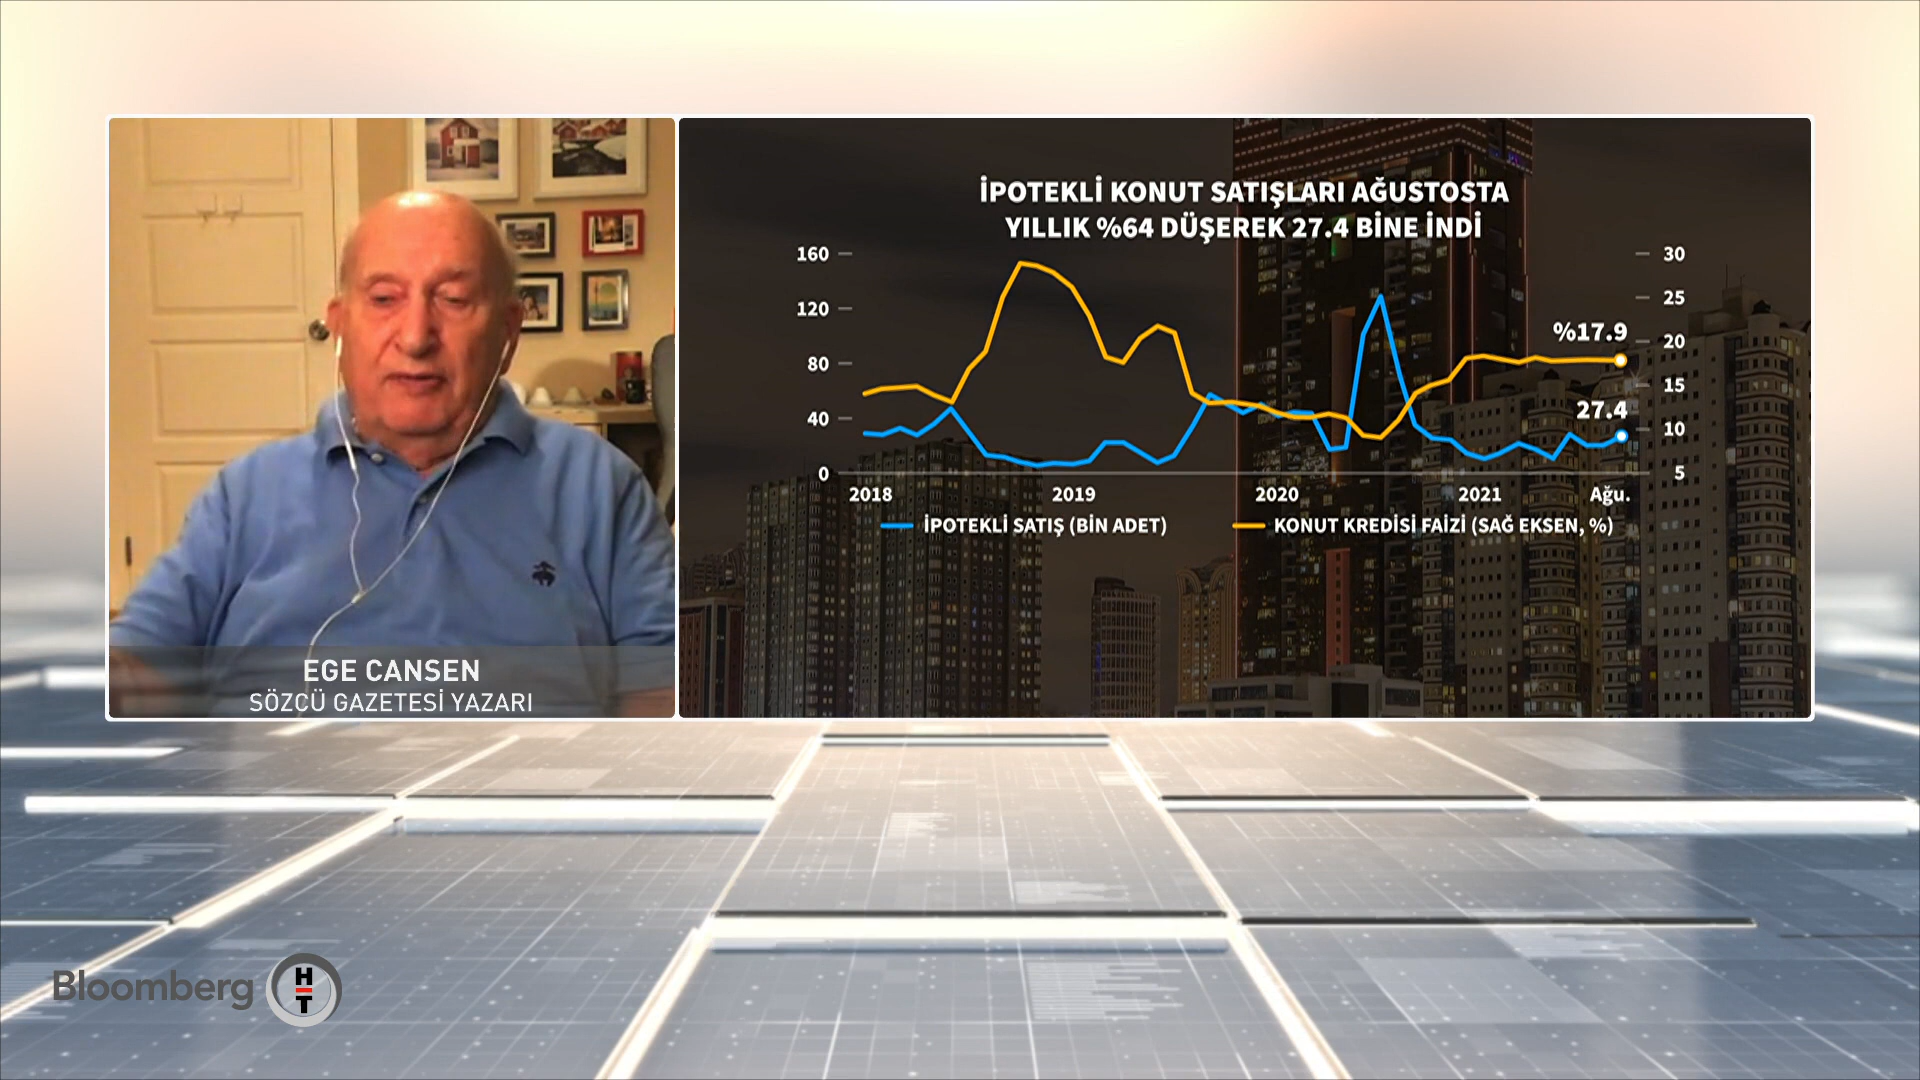 İPOTEKLİ KONUT SATIŞLARI AĞUSTOSTA
YILLIK %64 DÜŞEREK 27.4 BİNE İNDİ
160
120
80
40
0
30
25
20
15
10
5
%17.9
27.4
2018 2019 2020 2021 Ağu.
İPOTEKLİ SATIŞ (BİN ADET) KONUT KREDİSİ FAİZİ (SAĞ EKSEN, %)
EGE CANSEN
SÖZCÜ GAZETESİ YAZARI
Bloomberg HT